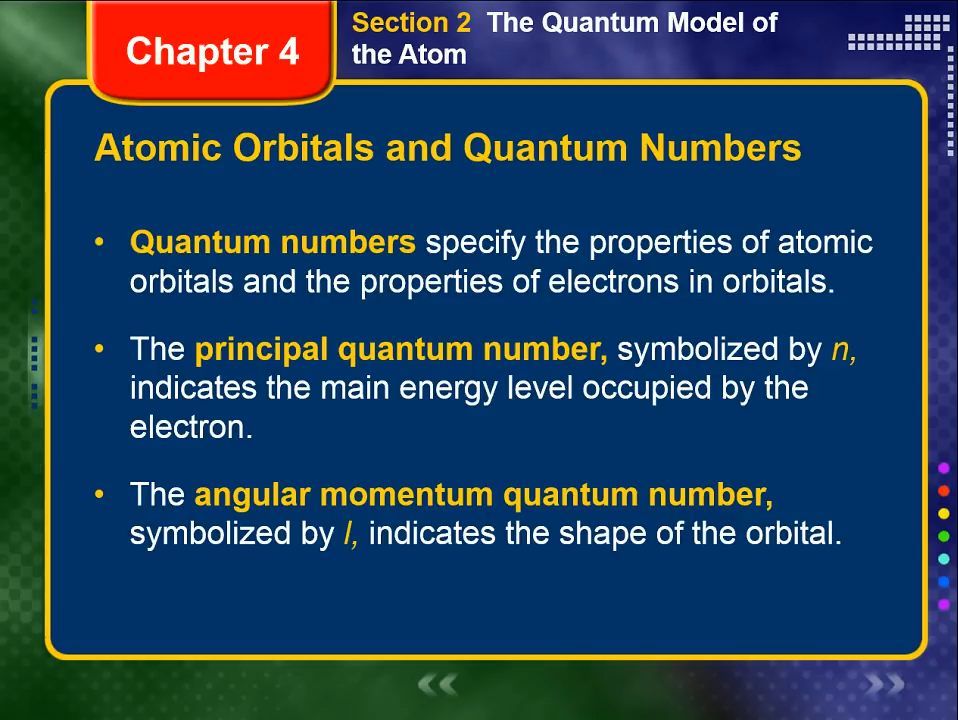 Chapter 4
Section 2 The Quantum Model of
the Atom
Atomic Orbitals and Quantum Numbers
• Quantum numbers specify the properties of atomic
orbitals and the properties of electrons in orbitals.
• The principal quantum number, symbolized by n,
indicates the main energy level occupied by the
electron.
• The angular momentum quantum number,
symbolized by l, indicates the shape of the orbital.